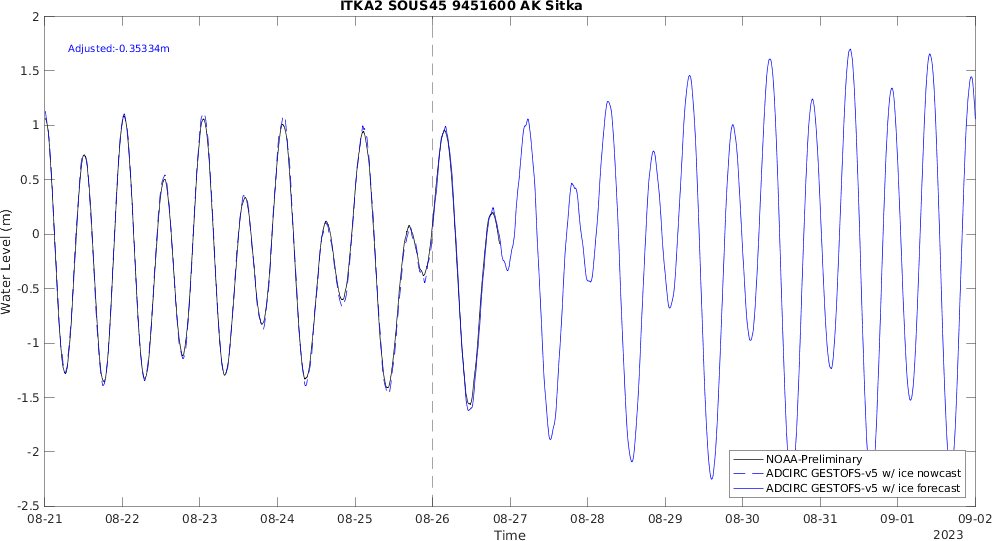 ITKA2 SOUS45 9451600 AK Sitka
Adjusted:-0.35334m
Water Level (m)
2
1.5
1
0.5
0
-0.5
-1
-1.5
-2
-2.5
NOAA-Preliminary
ADCIRC GESTOFS-v5 w/ ice nowcast
ADCIRC GESTOFS-v5 w/ ice forecast
08-21 08-22 08-23 08-24 08-25 08-26 08-27 08-28 08-29 08-30 08-31 09-01 09-02
Time
2023